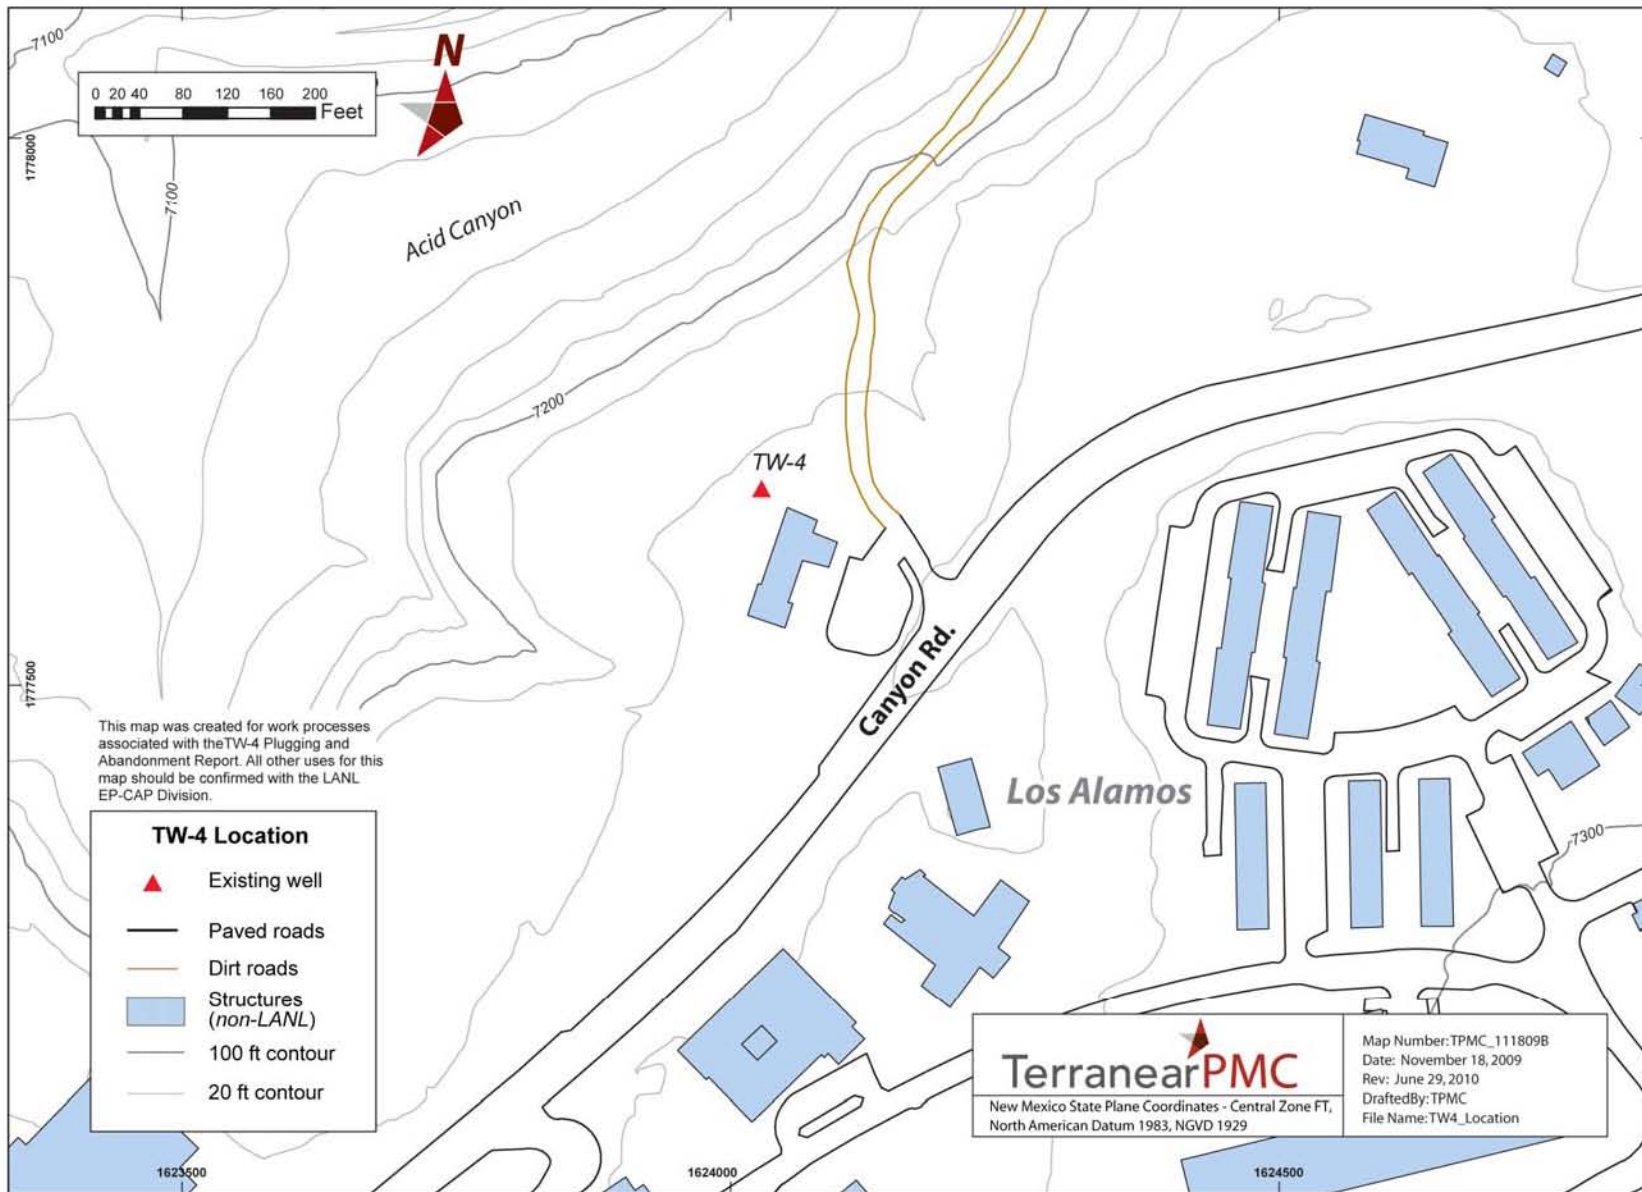 7100
N
0 20 40 80 120 160 200
Feet
1778000
7100
Acid Canyon
7200
TW-4
1777500
Canyon Rd.
This map was created for work processes
associated with theTW-4 Plugging and
Abandonment Report. All other uses for this
map should be confirmed with the LANL
EP-CAP Division.
Los Alamos
7300
TW-4 Location
Existing well
Paved roads
Dirt roads
Structures
(non-LANL)
100 ft contour
20 ft contour
TerranearPMC
New Mexico State Plane Coordinates - Central Zone FT,
North American Datum 1983, NGVD 1929
Map Number:TPMC_111809B
Date: November 18, 2009
Rev: June 29, 2010
DraftedBy:TPMC
File Name:TW4_Location
1623500
1624000
1624500